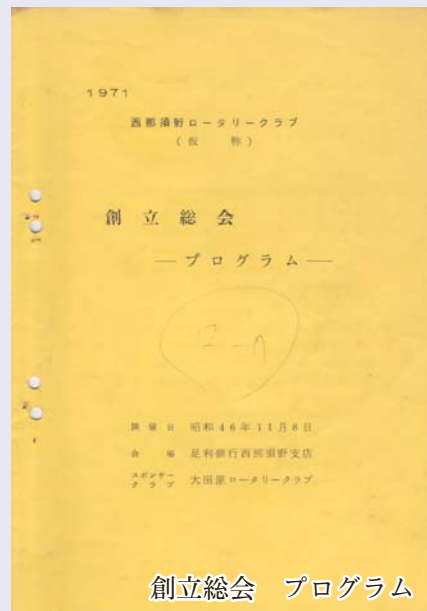 1971
西那須野ロータリークラブ
(仮 称)
創 立 総 会
― プ ロ グ ラ ム ―
開 催 日 昭和46年11月8日
会 場 足利銀行西那須野支店
スポンサークラブ 大田原ロータリークラブ
創立総会 プログラム